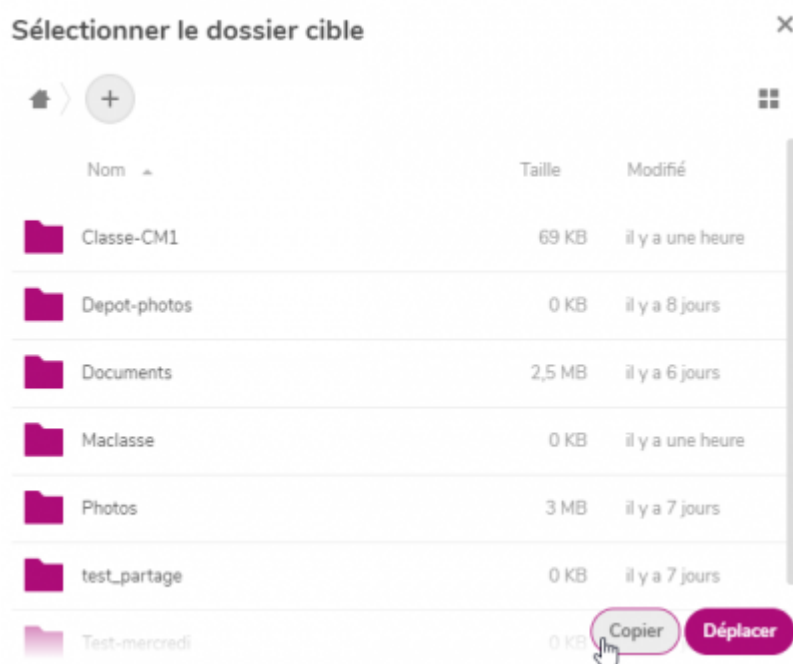 Sélectionner le dossier cible
Nom Taille Modifié
Classe-CM1 69 KB il y a une heure
Depot-photos 0 KB il y a 8 jours
Documents 2,5 MB il y a 6 jours
Maclasse 0 KB il y a une heure
Photos 3 MB il y a 7 jours
test_partage 0 KB il y a 7 jours
Test-mercredi 0 KB
Copier Déplacer